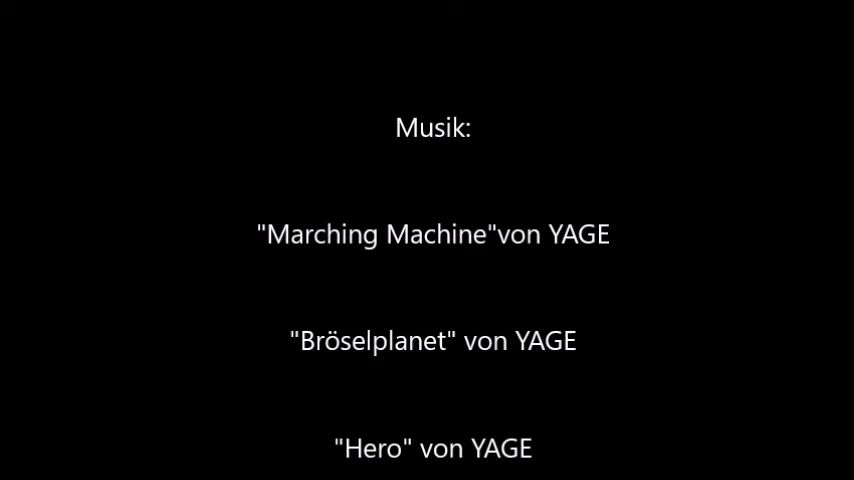 Musik:
"Marching Machine"von YAGE
"Bröselplanet" von YAGE
"Hero" von YAGE